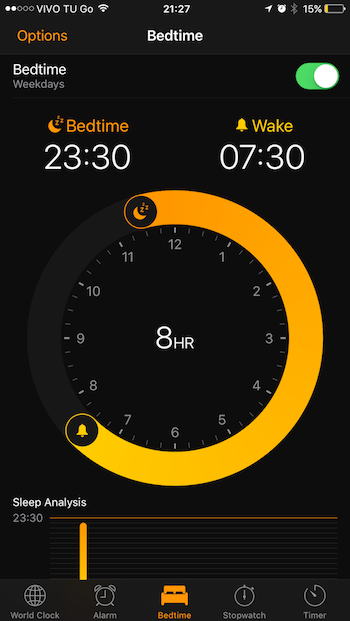 VIVO TU Go 21:27 15%
Options Bedtime
Bedtime
Weekdays
Bedtime Wake
23:30 07:30
12
11 1
10 2
9 8HR 3
8 4
7 5
6
Sleep Analysis
23:30
World Clock Alarm Bedtime Stopwatch Timer